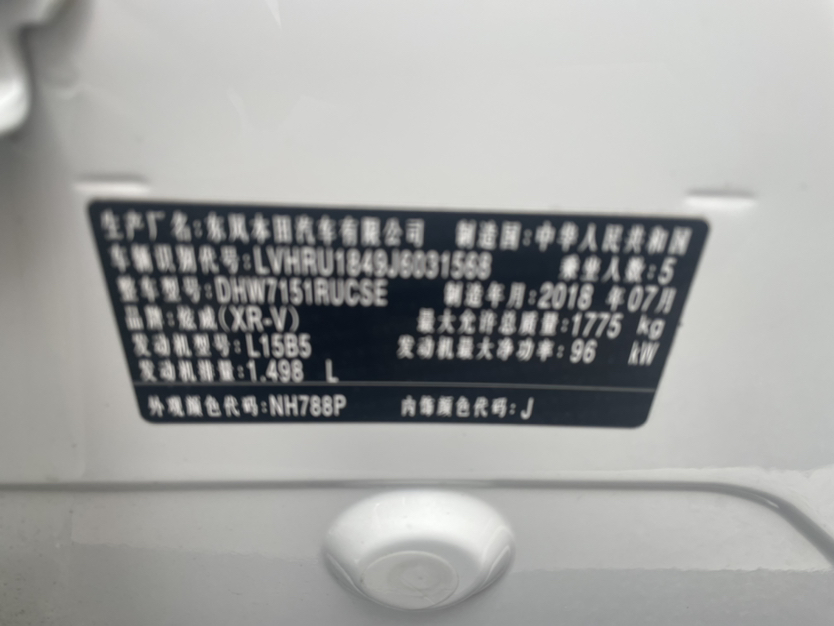 生产厂名:东风本田汽车有限公司 制造国:中华人民共和国
车辆识别代号:LVHRU1849J6031568 乘坐人数:5
整车型号:DHW7151RUCSE 制造年月:2018 年07月
品牌:炫威(XR-V) 最大允许总质量:1775 kg
发动机型号:L15B5 发动机最大净功率:96 kW
发动机排量:1.498 L
外观颜色代码:NH788P 内饰颜色代码:J